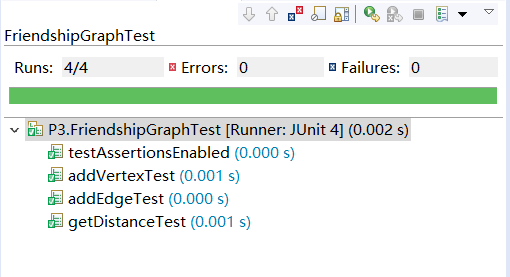 FriendshipGraphTest
Runs: 4/4 Errors: 0 Failures: 0
P3.FriendshipGraphTest [Runner: JUnit 4] (0.002 s)
testAssertionsEnabled (0.000 s)
addVertexTest (0.001 s)
addEdgeTest (0.000 s)
getDistanceTest (0.001 s)